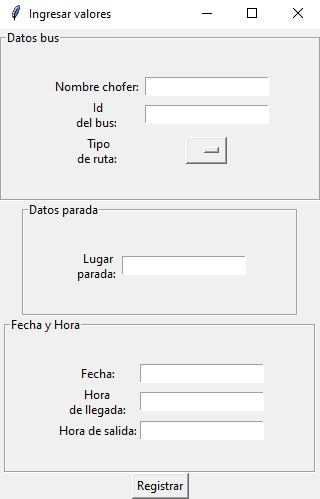 Ingresar valores
Datos bus
Nombre chofer:
Id
del bus:
Tipo
de ruta:
Datos parada
Lugar
parada:
Fecha y Hora
Fecha:
Hora
de llegada:
Hora de salida:
Registrar